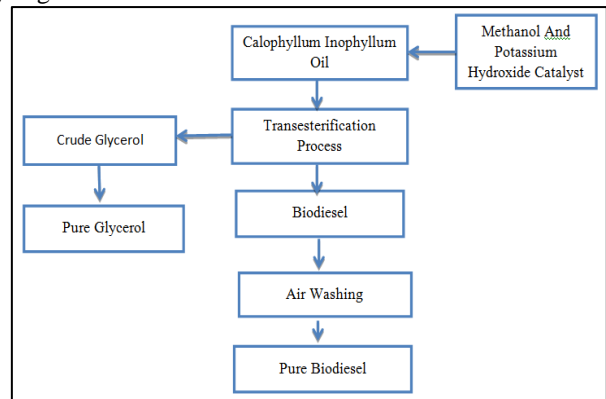 Calophyllum Inophyllum
Oil
Methanol And
Potassium
Hydroxide Catalyst
Transesterification
Process
Crude Glycerol
Pure Glycerol
Biodiesel
Air Washing
Pure Biodiesel